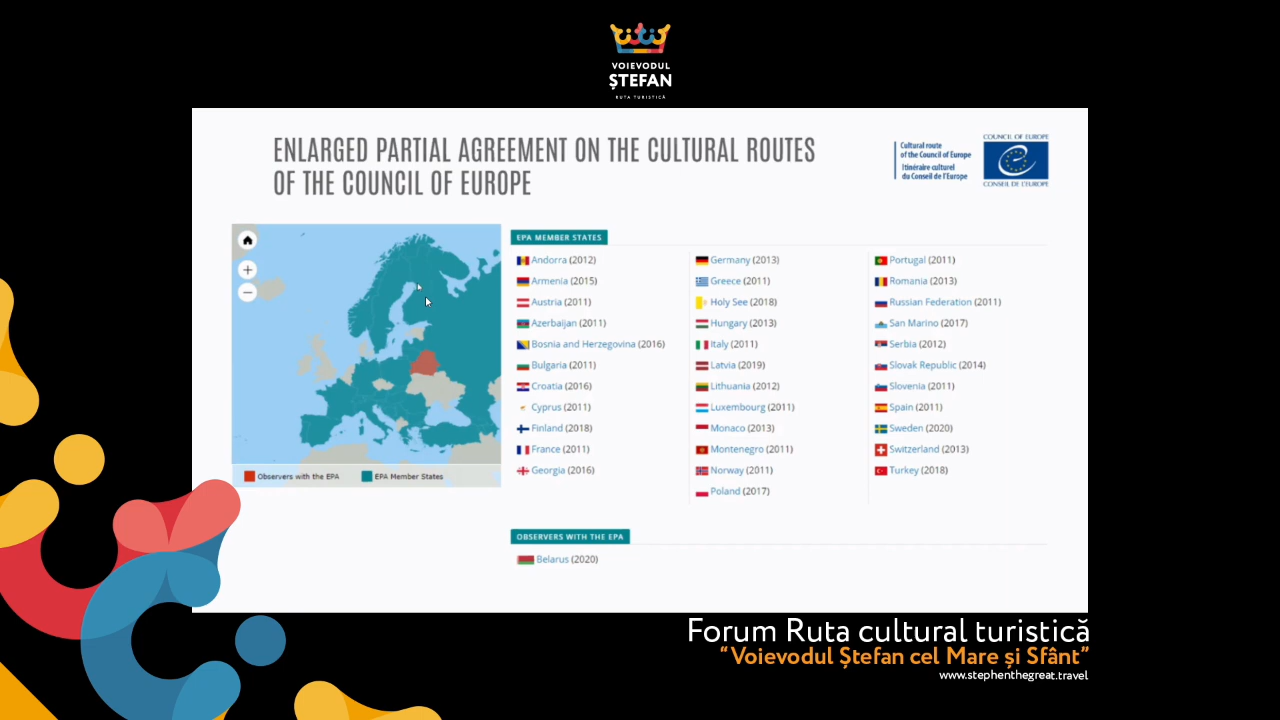 VOIEVODUL
ȘTEFAN
RUTA TURISTICĂ
ENLARGED PARTIAL AGREEMENT ON THE CULTURAL ROUTES
OF THE COUNCIL OF EUROPE
Cultural route
of the Council of Europe
Itinéraire culturel
du Conseil de l'Europe
COUNCIL OF EUROPE
CONSEIL DE L'EUROPE
Observers with the EPA
EPA Member States
EPA MEMBER STATES
Andorra (2012)
Armenia (2015)
Austria (2011)
Azerbaijan (2011)
Bosnia and Herzegovina (2016)
Bulgaria (2011)
Croatia (2016)
Cyprus (2011)
Finland (2018)
France (2011)
Georgia (2016)
Germany (2013)
Greece (2011)
Holy See (2018)
Hungary (2013)
Italy (2011)
Latvia (2019)
Lithuania (2012)
Luxembourg (2011)
Monaco (2013)
Montenegro (2011)
Norway (2011)
Poland (2017)
Portugal (2011)
Romania (2013)
Russian Federation (2011)
San Marino (2017)
Serbia (2012)
Slovak Republic (2014)
Slovenia (2011)
Spain (2011)
Sweden (2020)
Switzerland (2013)
Turkey (2018)
OBSERVERS WITH THE EPA
Belarus (2020)
Forum Ruta cultural turistică
“Voievodul Ștefan cel Mare și Sfânt”
www.stephenthegreat.travel